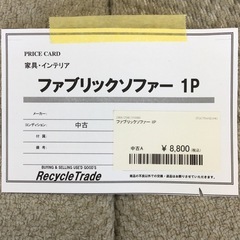 PRICE CARD
家具・インテリア
ファブリックソファー 1P
メーカー:
コンディション: 中古
付属:
備考:
ファブリックソファー 1P
中古A ¥ 8,800 (税込)
BUYING & SELLING USED GOODS
RecycleTrade